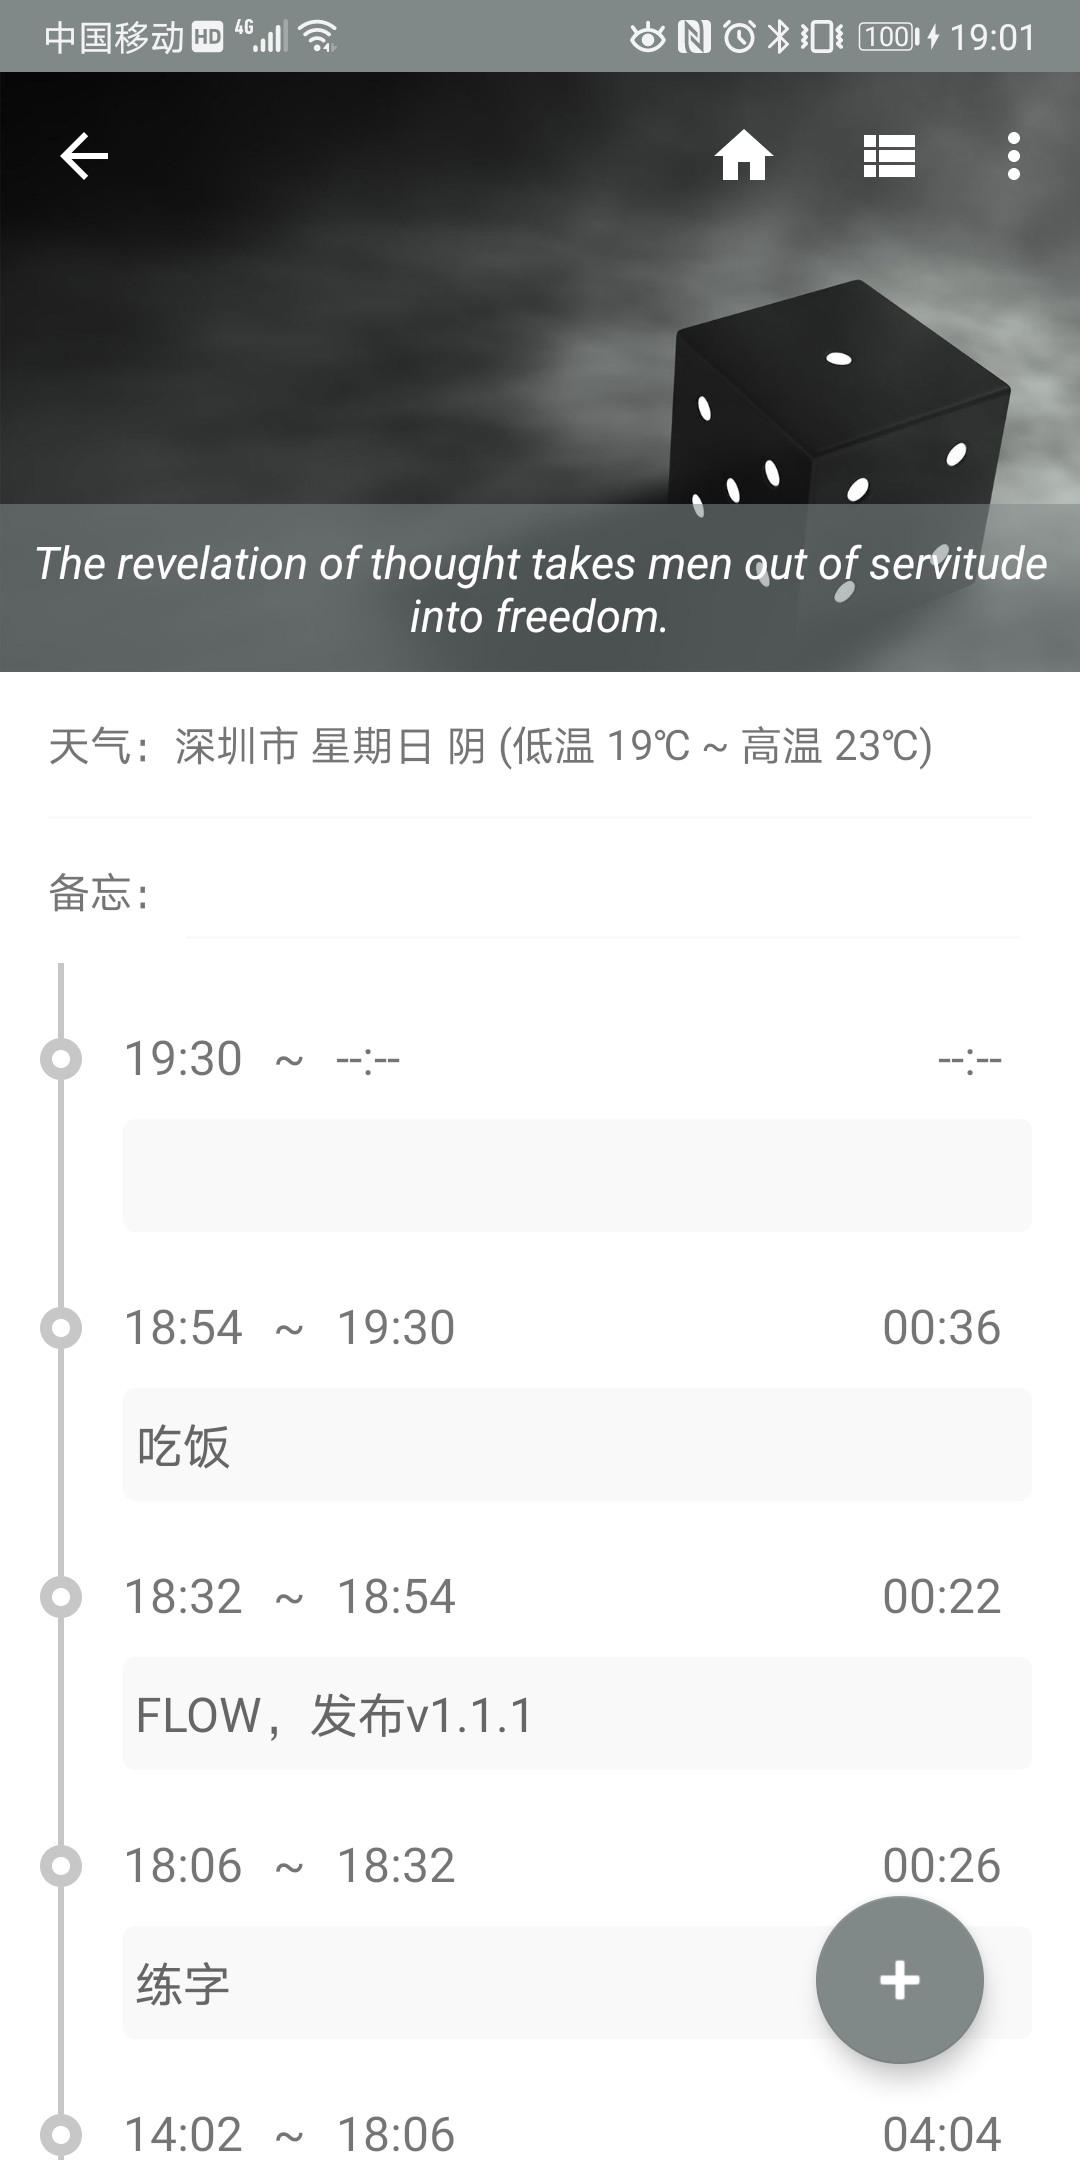 中国移动 HD 4G 100 19:01
The revelation of thought takes men out of servitude
into freedom.
天气：深圳市 星期日 阴 (低温 19℃ ~ 高温 23℃)
备忘：
19:30 ~ --:-- --:--
18:54 ~ 19:30 00:36
吃饭
18:32 ~ 18:54 00:22
FLOW，发布v1.1.1
18:06 ~ 18:32 00:26
练字
14:02 ~ 18:06 04:04